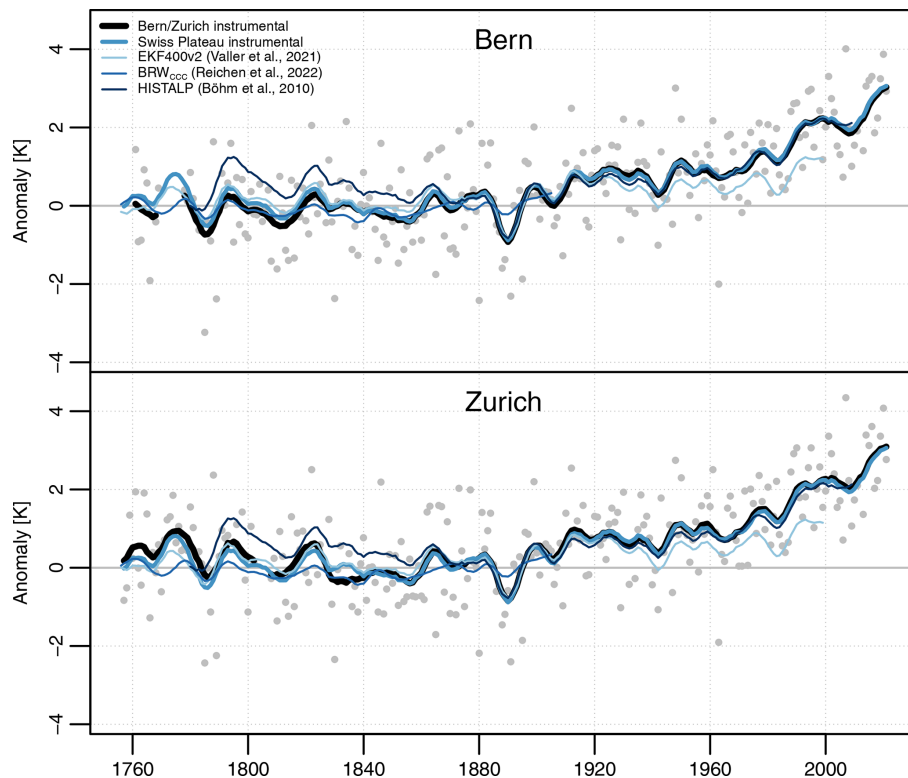 Bern/Zurich instrumental
Swiss Plateau instrumental
EKF400v2 (Valler et al., 2021)
BRWCCC (Reichen et al., 2022)
HISTALP (Böhm et al., 2010)
Bern
Anomaly [K]
4
2
0
−2
−4
Zurich
Anomaly [K]
4
2
0
−2
−4
1760 1800 1840 1880 1920 1960 2000